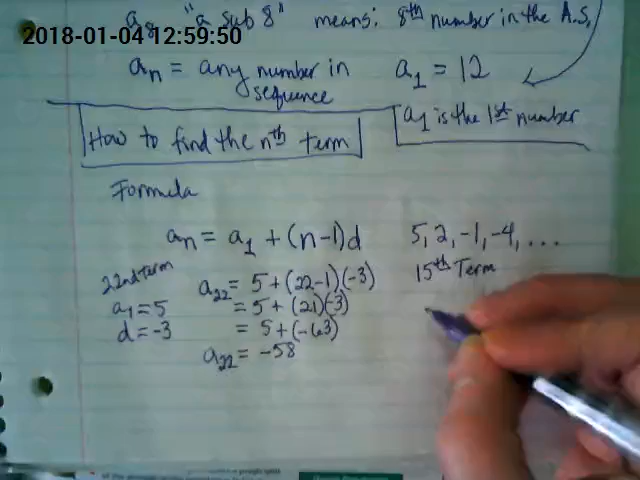 a8 "a sub 8" means: 8th number in the A.S.
2018-01-04 12:59:50
an = any number in sequence
a1 = 12
a1 is the 1st number
How to find the nth term
Formula
an = a1 + (n-1)d
5, 2, -1, -4, ...
15th Term
22nd term
a1 = 5
d = -3
a22 = 5 + (22-1)(-3)
= 5 + (21)(-3)
= 5 + (-63)
a22 = -58